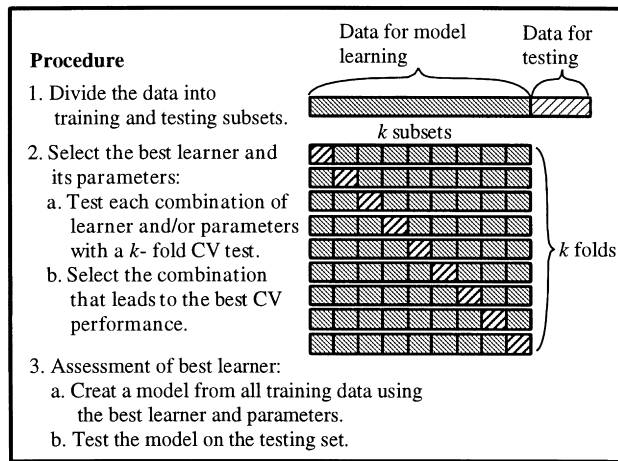 Data for model
learning
Data for
testing
Procedure
1. Divide the data into
training and testing subsets.
k subsets
2. Select the best learner and
its parameters:
a. Test each combination of
learner and/or parameters
with a k- fold CV test.
b. Select the combination
that leads to the best CV
performance.
k folds
3. Assessment of best learner:
a. Creat a model from all training data using
the best learner and parameters.
b. Test the model on the testing set.